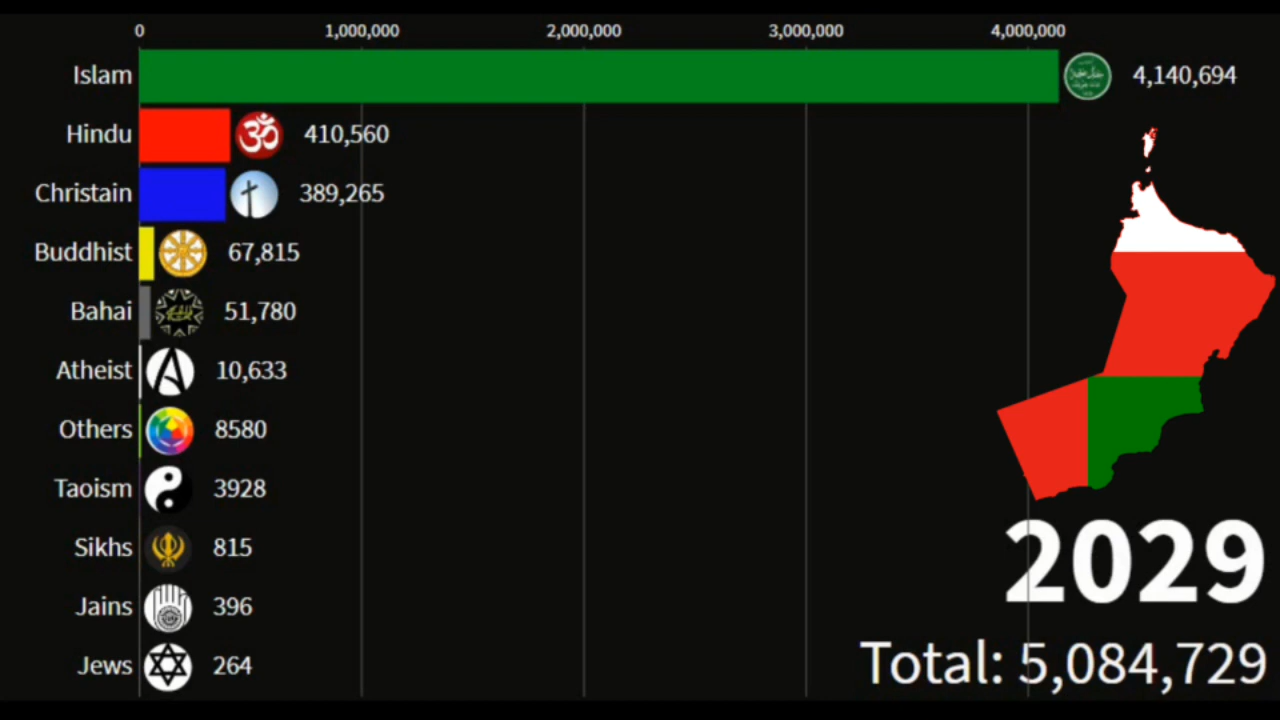 0 1,000,000 2,000,000 3,000,000 4,000,000
Islam 4,140,694
Hindu ॐ 410,560
Christain 389,265
Buddhist 67,815
Bahai 51,780
Atheist 10,633
Others 8580
Taoism 3928
Sikhs 815
Jains 396
Jews 264
2029
Total: 5,084,729